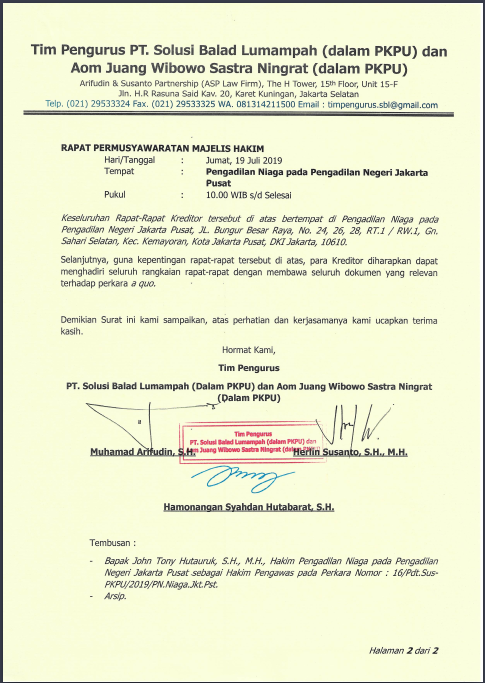 Tim Pengurus PT. Solusi Balad Lumampah (dalam PKPU) dan
Aom Juang Wibowo Sastra Ningrat (dalam PKPU)
Arifudin & Susanto Partnership (ASP Law Firm), The H Tower, 15th Floor, Unit 15-F
Jln. H.R Rasuna Said Kav. 20, Karet Kuningan, Jakarta Selatan
Telp. (021) 29533324 Fax. (021) 29533325 WA. 081314211500 Email : timpengurus.sbl@gmail.com
RAPAT PERMUSYAWARATAN MAJELIS HAKIM
Hari/Tanggal : Jumat, 19 Juli 2019
Tempat : Pengadilan Niaga pada Pengadilan Negeri Jakarta
Pusat
Pukul : 10.00 WIB s/d Selesai
Keseluruhan Rapat-Rapat Kreditor tersebut di atas bertempat di Pengadilan Niaga pada
Pengadilan Negeri Jakarta Pusat, JL. Bungur Besar Raya, No. 24, 26, 28, RT.1 / RW.1, Gn.
Sahari Selatan, Kec. Kemayoran, Kota Jakarta Pusat, DKI Jakarta, 10610.
Selanjutnya, guna kepentingan rapat-rapat tersebut di atas, para Kreditor diharapkan dapat
menghadiri seluruh rangkaian rapat-rapat dengan membawa seluruh dokumen yang relevan
terhadap perkara a quo.
Demikian Surat ini kami sampaikan, atas perhatian dan kerjasamanya kami ucapkan terima
kasih.
Hormat Kami,
Tim Pengurus
PT. Solusi Balad Lumampah (Dalam PKPU) dan Aom Juang Wibowo Sastra Ningrat
(Dalam PKPU)
Tim Pengurus
PT. Solusi Balad Lumampah (dalam PKPU) dan
Aom Juang Wibowo Sastra Ningrat (dalam PKPU)
Muhamad Arifudin, S.H. Herlin Susanto, S.H., M.H.
Hamonangan Syahdan Hutabarat, S.H.
Tembusan :
- Bapak John Tony Hutauruk, S.H., M.H., Hakim Pengadilan Niaga pada Pengadilan
Negeri Jakarta Pusat sebagai Hakim Pengawas pada Perkara Nomor : 16/Pdt.Sus-
PKPU/2019/PN.Niaga.Jkt.Pst.
- Arsip.
Halaman 2 dari 2